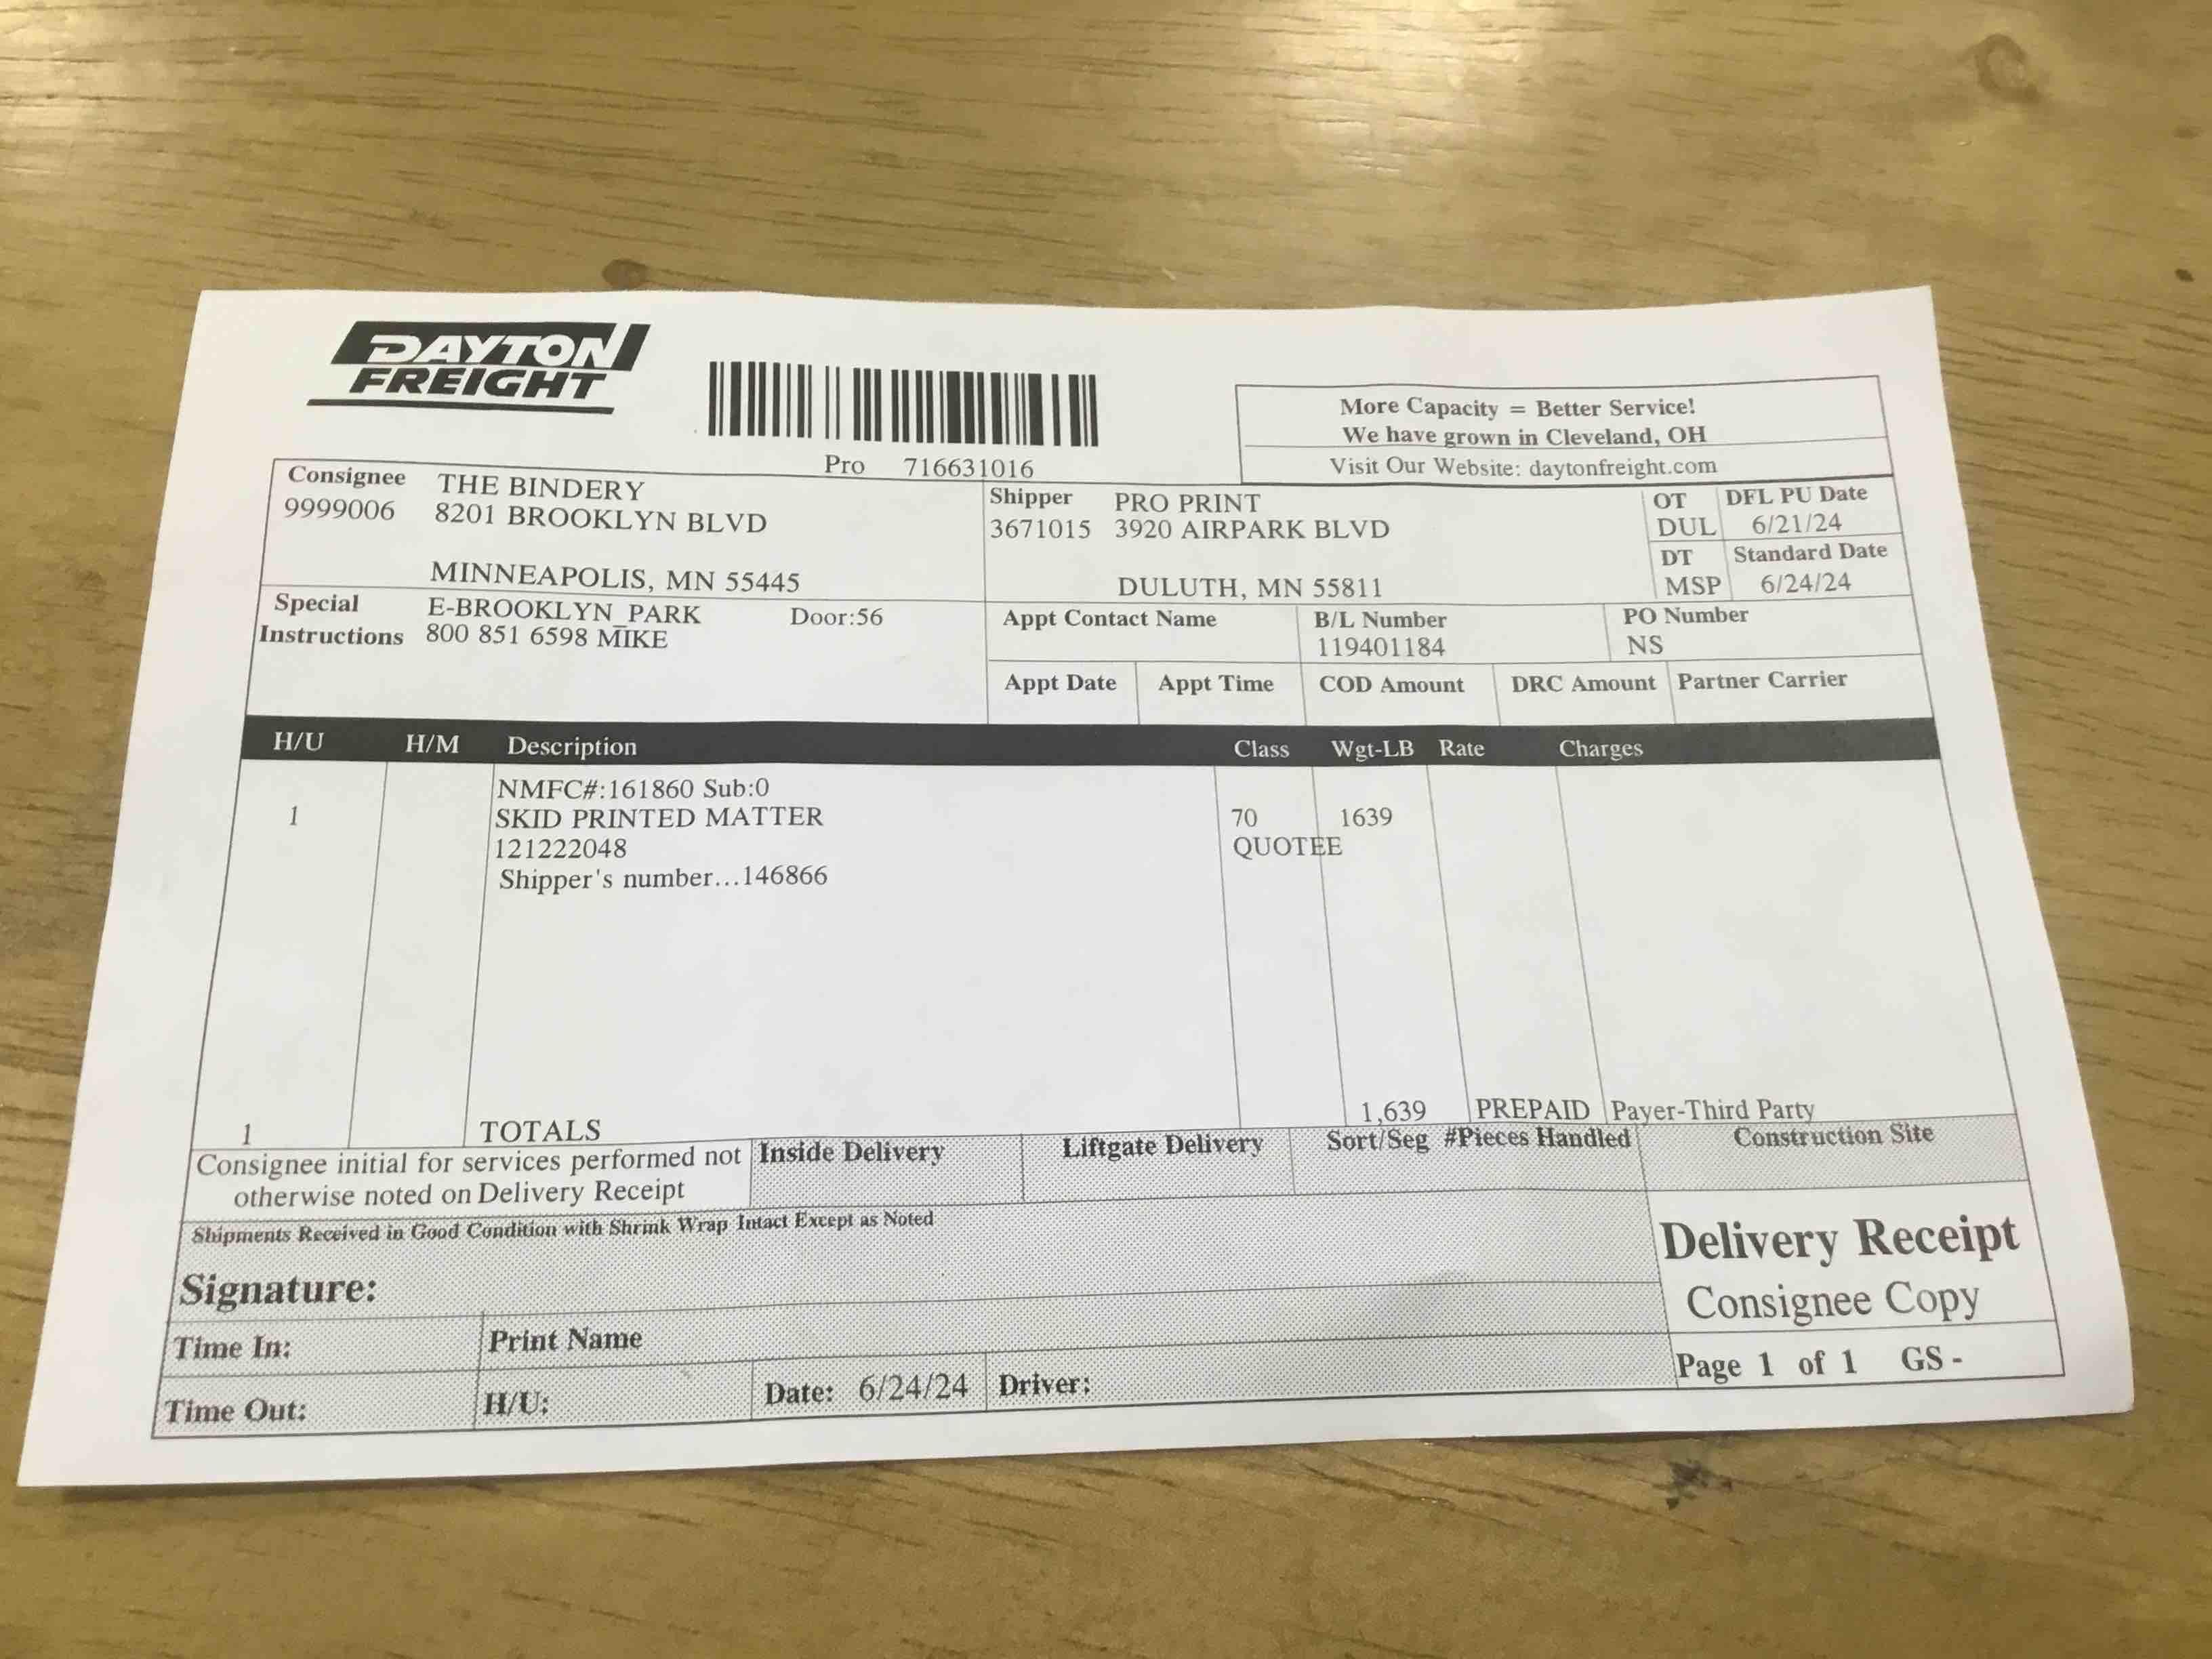 DAYTON
FREIGHT
Pro 716631016
More Capacity = Better Service!
We have grown in Cleveland, OH
Visit Our Website: daytonfreight.com
Consignee THE BINDERY
9999006 8201 BROOKLYN BLVD
MINNEAPOLIS, MN 55445
Shipper PRO PRINT
3671015 3920 AIRPARK BLVD
DULUTH, MN 55811
OT DFL PU Date
DUL 6/21/24
DT Standard Date
MSP 6/24/24
Special E-BROOKLYN_PARK Door:56
Instructions 800 851 6598 MIKE
Appt Contact Name B/L Number PO Number
119401184 NS
Appt Date Appt Time COD Amount DRC Amount Partner Carrier
H/U H/M Description Class Wgt-LB Rate Charges
NMFC#:161860 Sub:0
1 SKID PRINTED MATTER 70 1639
121222048 QUOTEE
Shipper's number...146866
1 TOTALS 1,639 PREPAID Payer-Third Party
Consignee initial for services performed not
otherwise noted on Delivery Receipt
Inside Delivery Liftgate Delivery Sort/Seg #Pieces Handled Construction Site
Shipments Received in Good Condition with Shrink Wrap Intact Except as Noted
Signature:
Delivery Receipt
Consignee Copy
Time In: Print Name
Time Out: H/U: Date: 6/24/24 Driver:
Page 1 of 1 GS -